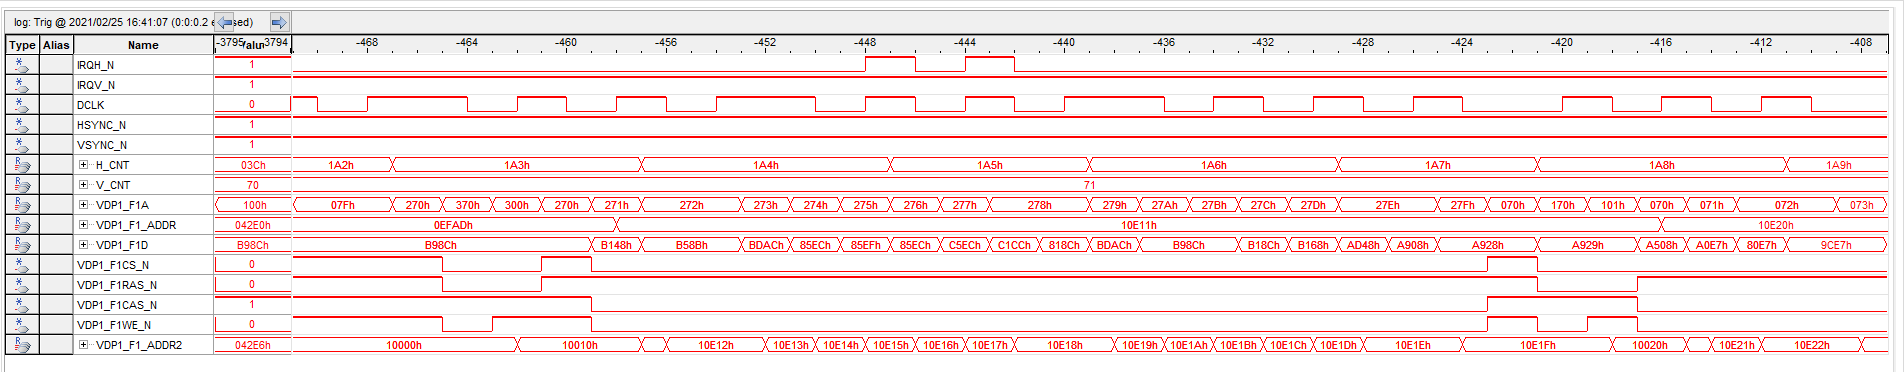 log: Trig @ 2021/02/25 16:41:07 (0:0:0.2 e sed)
Type Alias Name -3795 /alu 3794 -468 -464 -460 -456 -452 -448 -444 -440 -436 -432 -428 -424 -420 -416 -412 -408
IRQH_N 1
IRQV_N 1
DCLK 0
HSYNC_N 1
VSYNC_N 1
H_CNT 03Ch 1A2h 1A3h 1A4h 1A5h 1A6h 1A7h 1A8h 1A9h
V_CNT 70 71
VDP1_F1A 100h 07Fh 270h 370h 300h 270h 271h 272h 273h 274h 275h 276h 277h 278h 279h 27Ah 27Bh 27Ch 27Dh 27Eh 27Fh 070h 170h 101h 070h 071h 072h 073h
VDP1_F1_ADDR 042E0h 0EFADh 10E11h 10E20h
VDP1_F1D B98Ch B98Ch B148h B58Bh BDACh 85ECh 85EFh 85ECh C5ECh C1CCh 818Ch BDACh B98Ch B18Ch B168h AD48h A908h A928h A929h A508h A0E7h 80E7h 9CE7h
VDP1_F1CS_N 0
VDP1_F1RAS_N 0
VDP1_F1CAS_N 1
VDP1_F1WE_N 0
VDP1_F1_ADDR2 042E6h 10000h 10010h 10E12h 10E13h 10E14h 10E15h 10E16h 10E17h 10E18h 10E19h 10E1Ah 10E1Bh 10E1Ch 10E1Dh 10E1Eh 10E1Fh 10020h 10E21h 10E22h